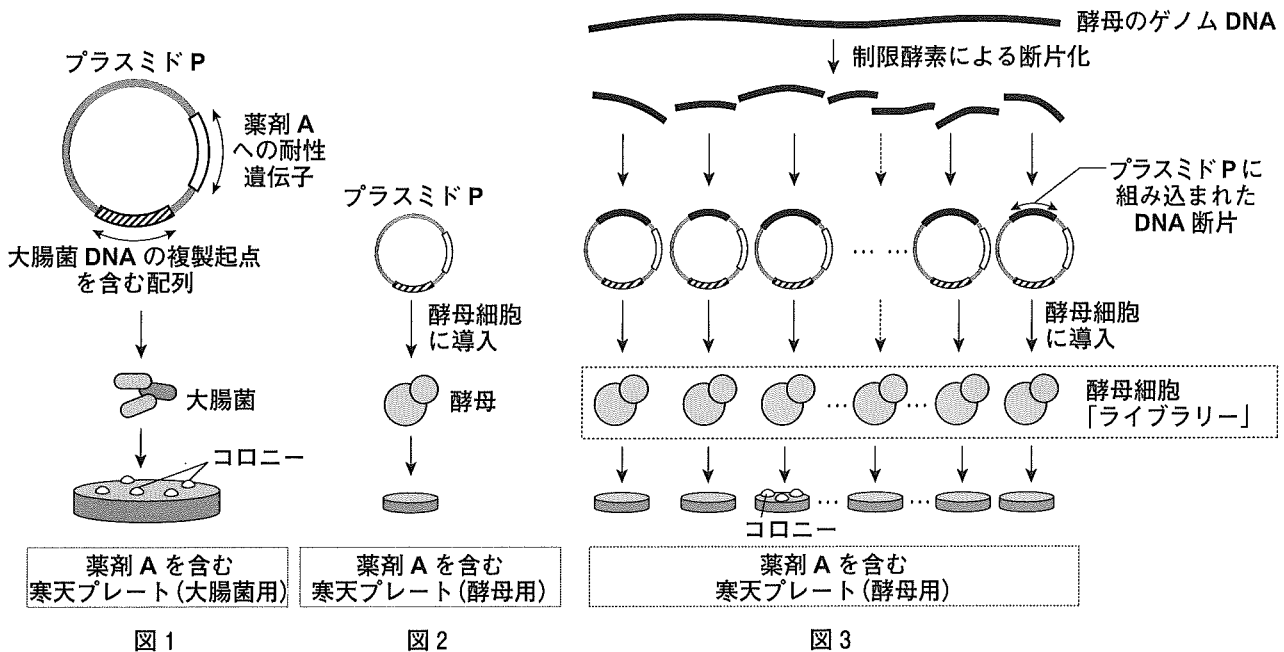 プラスミド P
薬剤 A
への耐性
遺伝子
大腸菌 DNA の複製起点
を含む配列
大腸菌
コロニー
薬剤 A を含む
寒天プレート(大腸菌用)
図 1
プラスミド P
酵母細胞
に導入
酵母
薬剤 A を含む
寒天プレート(酵母用)
図 2
酵母のゲノム DNA
制限酵素による断片化
プラスミド P に
組み込まれた
DNA 断片
… …
酵母細胞
に導入
… …
酵母細胞
「ライブラリー」
… …
コロニー
薬剤 A を含む
寒天プレート(酵母用)
図 3